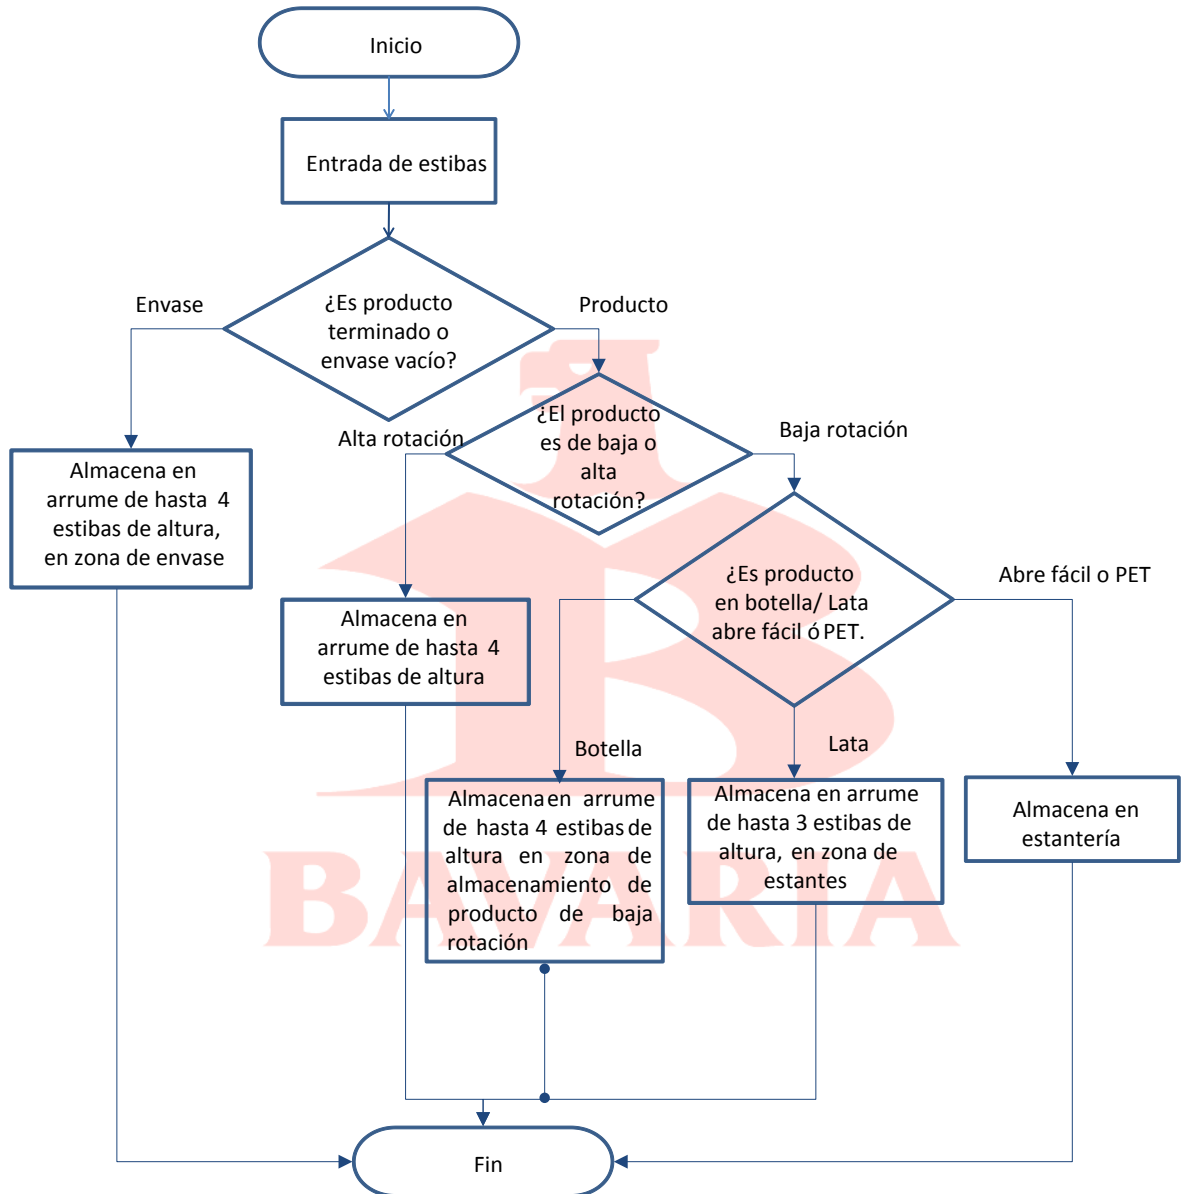 Inicio
Entrada de estibas
¿Es producto
terminado o
envase vacío?
Envase
Producto
Almacena en
arrume de hasta 4
estibas de altura,
en zona de envase
¿El producto
es de baja o
alta
rotación?
Alta rotación
Baja rotación
Almacena en
arrume de hasta 4
estibas de altura
¿Es producto
en botella/ Lata
abre fácil ó PET.
Abre fácil o PET
Botella
Lata
Almacena en arrume
de hasta 4 estibas de
altura en zona de
almacenamiento de
producto de baja
rotación
Almacena en arrume
de hasta 3 estibas de
altura, en zona de
estantes
Almacena en
estantería
BAVARIA
Fin